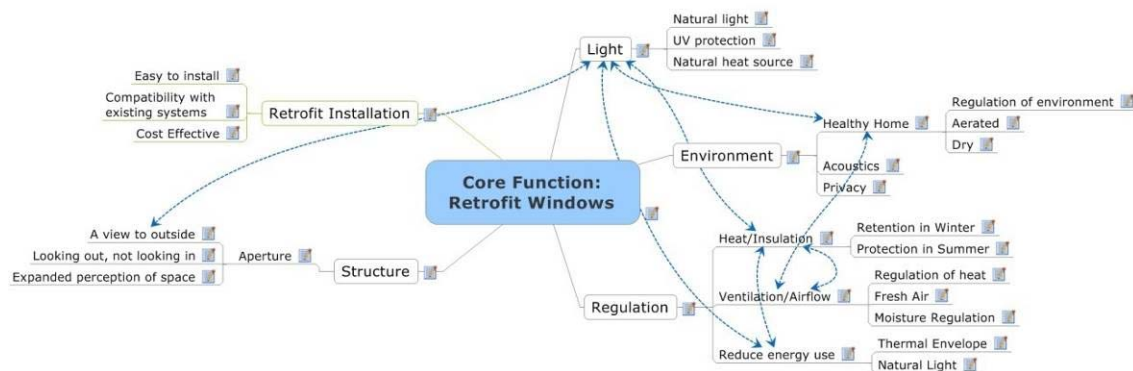 Core Function:
Retrofit Windows
Light
Natural light
UV protection
Natural heat source
Retrofit Installation
Easy to install
Compatibility with
existing systems
Cost Effective
Environment
Healthy Home
Regulation of environment
Aerated
Dry
Acoustics
Privacy
Structure
Aperture
A view to outside
Looking out, not looking in
Expanded perception of space
Regulation
Heat/Insulation
Retention in Winter
Protection in Summer
Ventilation/Airflow
Regulation of heat
Fresh Air
Moisture Regulation
Reduce energy use
Thermal Envelope
Natural Light